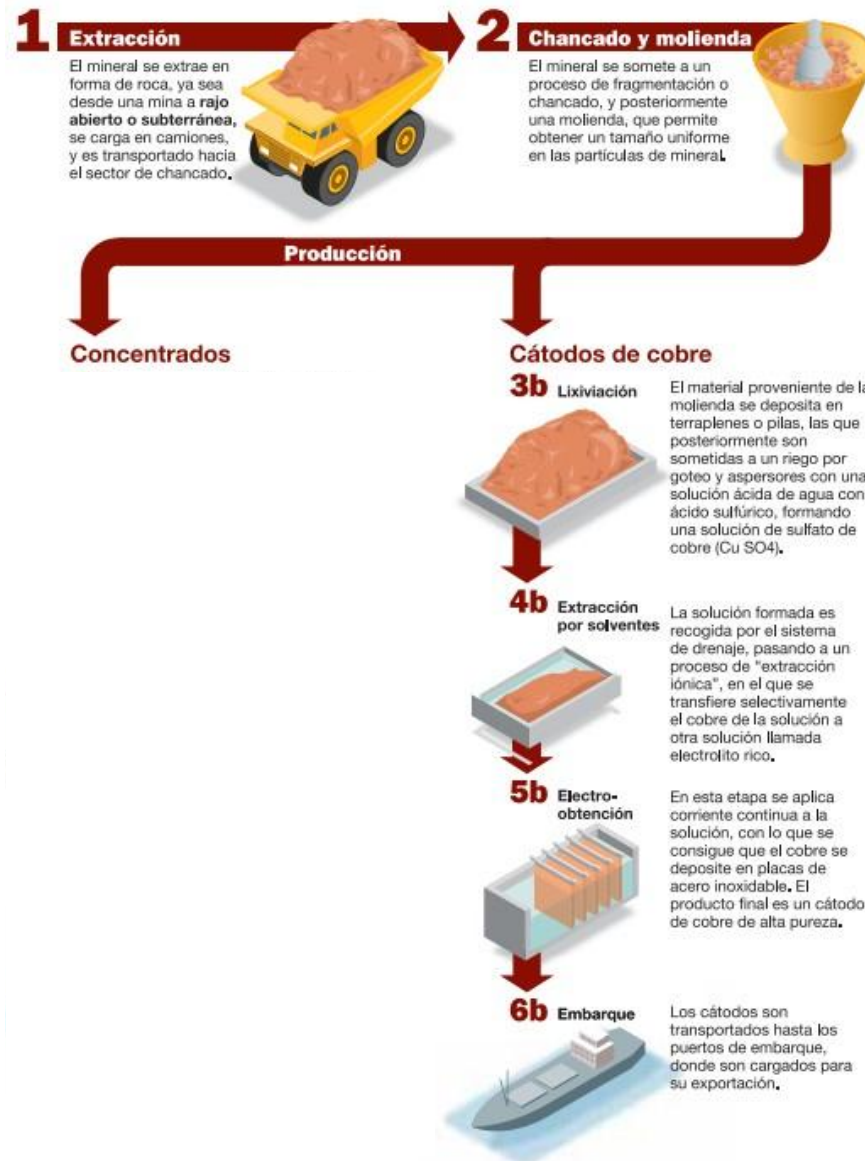 1 Extracción
El mineral se extrae en
forma de roca, ya sea
desde una mina a rajo
abierto o subterránea,
se carga en camiones,
y es transportado hacia
el sector de chancado.
2 Chancado y molienda
El mineral se somete a un
proceso de fragmentación o
chancado, y posteriormente
una molienda, que permite
obtener un tamaño uniforme
en las partículas de mineral.
Producción
Concentrados
Cátodos de cobre
3b Lixiviación
El material proveniente de la
molienda se deposita en
terraplenes o pilas, las que
posteriormente son
sometidas a un riego por
goteo y aspersores con una
solución ácida de agua con
ácido sulfúrico, formando
una solución de sulfato de
cobre (Cu SO4).
4b Extracción
por solventes
La solución formada es
recogida por el sistema
de drenaje, pasando a un
proceso de "extracción
iónica", en el que se
transfiere selectivamente
el cobre de la solución a
otra solución llamada
electrolito rico.
5b Electro-
obtención
En esta etapa se aplica
corriente continua a la
solución, con lo que se
consigue que el cobre se
deposite en placas de
acero inoxidable. El
producto final es un cátodo
de cobre de alta pureza.
6b Embarque
Los cátodos son
transportados hasta los
puertos de embarque,
donde son cargados para
su exportación.